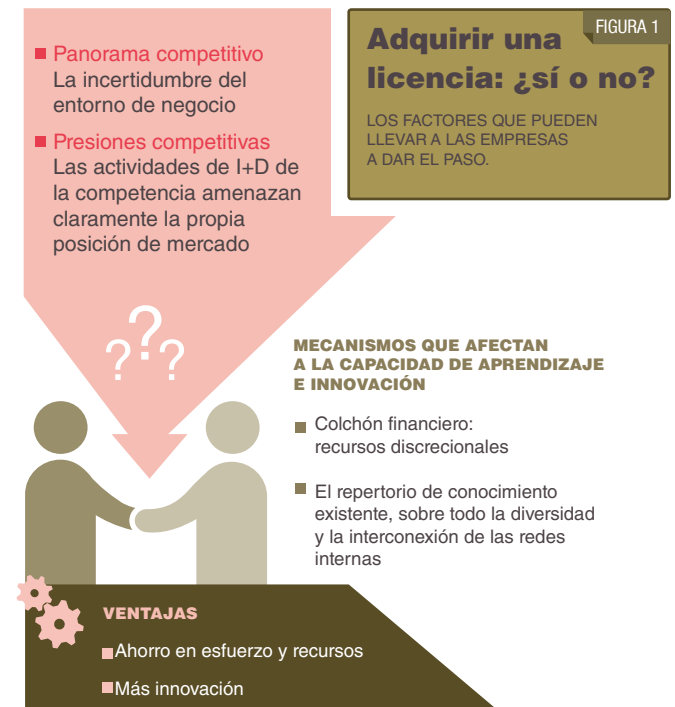 FIGURA 1
Adquirir una
licencia: ¿sí o no?
LOS FACTORES QUE PUEDEN
LLEVAR A LAS EMPRESAS
A DAR EL PASO.
Panorama competitivo
La incertidumbre del
entorno de negocio
Presiones competitivas
Las actividades de I+D de
la competencia amenazan
claramente la propia
posición de mercado
???
MECANISMOS QUE AFECTAN
A LA CAPACIDAD DE APRENDIZAJE
E INNOVACIÓN
Colchón financiero:
recursos discrecionales
El repertorio de conocimiento
existente, sobre todo la diversidad
y la interconexión de las redes
internas
VENTAJAS
Ahorro en esfuerzo y recursos
Más innovación